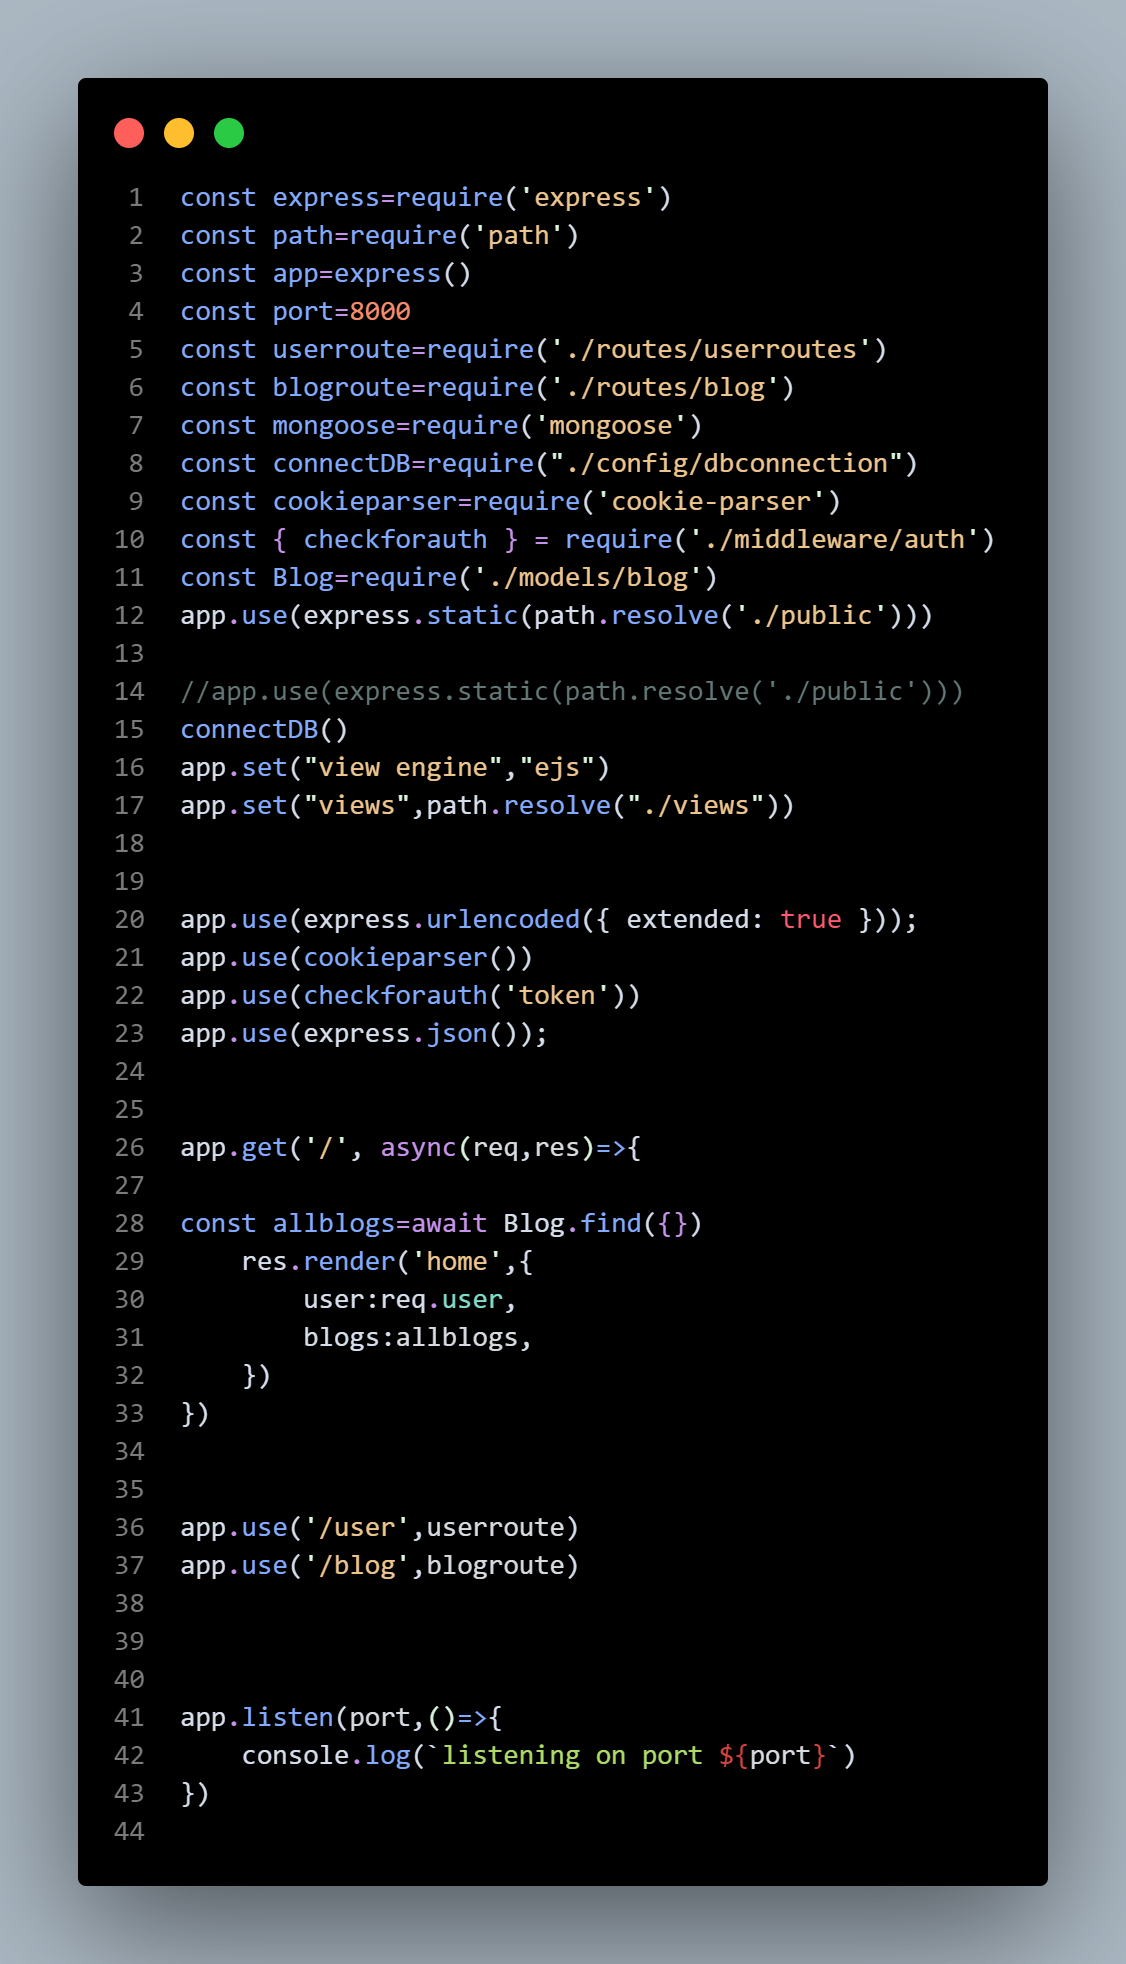 1 const express=require('express')
2 const path=require('path')
3 const app=express()
4 const port=8000
5 const userroute=require('./routes/userroutes')
6 const blogroute=require('./routes/blog')
7 const mongoose=require('mongoose')
8 const connectDB=require("./config/dbconnection")
9 const cookieparser=require('cookie-parser')
10 const { checkforauth } = require('./middleware/auth')
11 const Blog=require('./models/blog')
12 app.use(express.static(path.resolve('./public')))
13
14 //app.use(express.static(path.resolve('./public')))
15 connectDB()
16 app.set("view engine","ejs")
17 app.set("views",path.resolve("./views"))
18
19
20 app.use(express.urlencoded({ extended: true }));
21 app.use(cookieparser())
22 app.use(checkforauth('token'))
23 app.use(express.json());
24
25
26 app.get('/', async(req,res)=>{
27
28 const allblogs=await Blog.find({})
29     res.render('home',{
30         user:req.user,
31         blogs:allblogs,
32     })
33 })
34
35
36 app.use('/user',userroute)
37 app.use('/blog',blogroute)
38
39
40
41 app.listen(port,()=>{
42     console.log(`listening on port ${port}`)
43 })
44